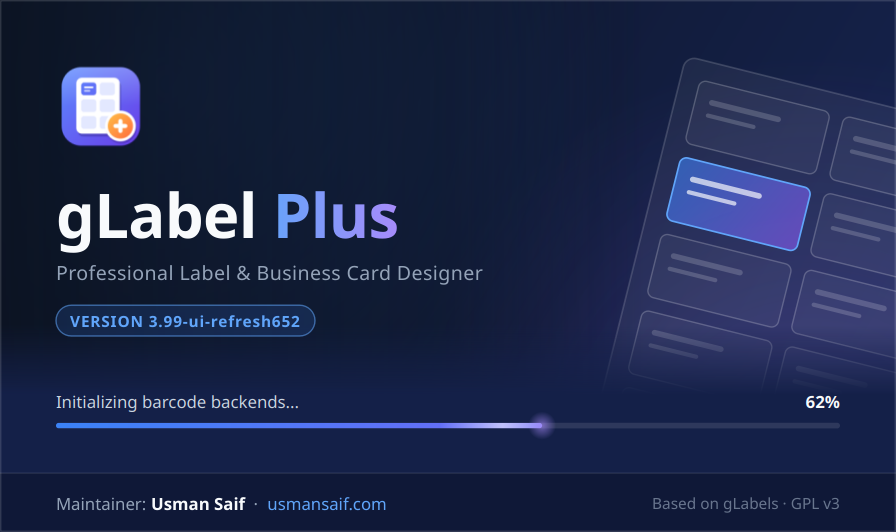 gLabel Plus
Professional Label & Business Card Designer
VERSION 3.99-ui-refresh652
Initializing barcode backends... 62%
Maintainer: Usman Saif · usmansaif.com Based on gLabels · GPL v3